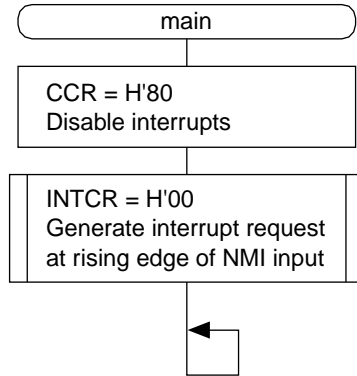 main
CCR = H'80
Disable interrupts
INTCR = H'00
Generate interrupt request
at rising edge of NMI input